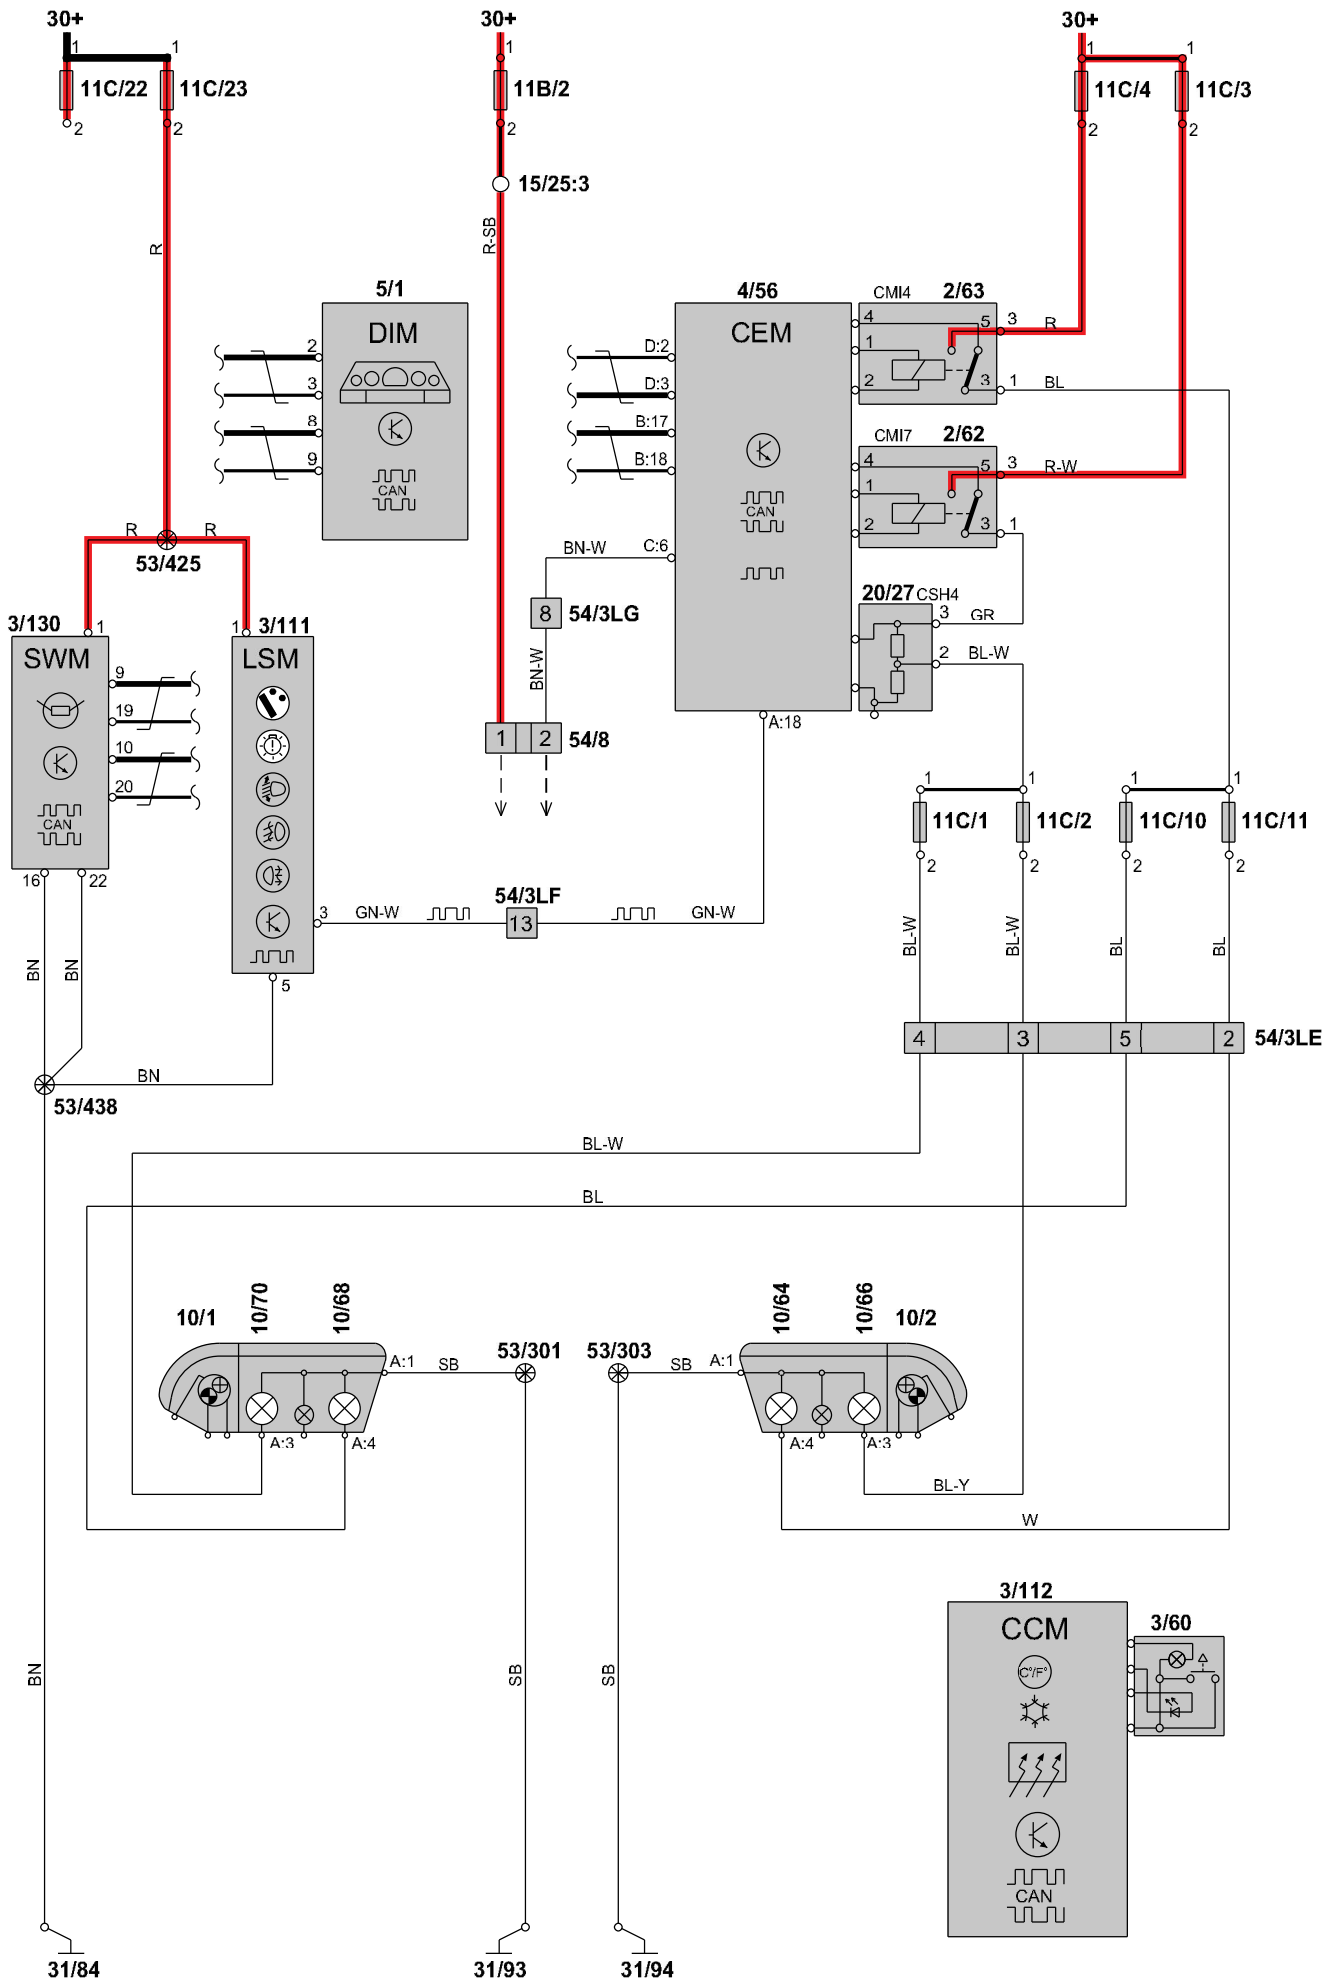 30+
30+
30+
1
1
1
1
1
11C/22
11C/23
11B/2
11C/4
11C/3
2
2
2
2
2
15/25:3
R
R-SB
5/1
DIM
2
3
8
9
CAN
4/56
CEM
D:2
D:3
B:17
B:18
C:6
CAN
A:18
CMI4
2/63
4
1
2
5
3
3
1
R
BL
CMI7
2/62
4
1
2
5
3
3
1
R-W
20/27
CSH4
3
GR
2
BL-W
R
R
53/425
BN-W
8
54/3LG
BN-W
1
2
54/8
3/130
1
SWM
9
19
10
20
CAN
16
22
1
3/111
LSM
3
5
GN-W
54/3LF
13
GN-W
1
1
1
1
11C/1
11C/2
11C/10
11C/11
2
2
2
2
BL-W
BL-W
BL
BL
4
3
5
2
54/3LE
BN
BN
BN
53/438
BL-W
BL
10/1
10/70
10/68
A:1
SB
53/301
A:3
A:4
53/303
SB
A:1
10/64
10/66
10/2
A:4
A:3
BL-Y
W
BN
SB
SB
3/112
CCM
C°/F°
CAN
3/60
31/84
31/93
31/94